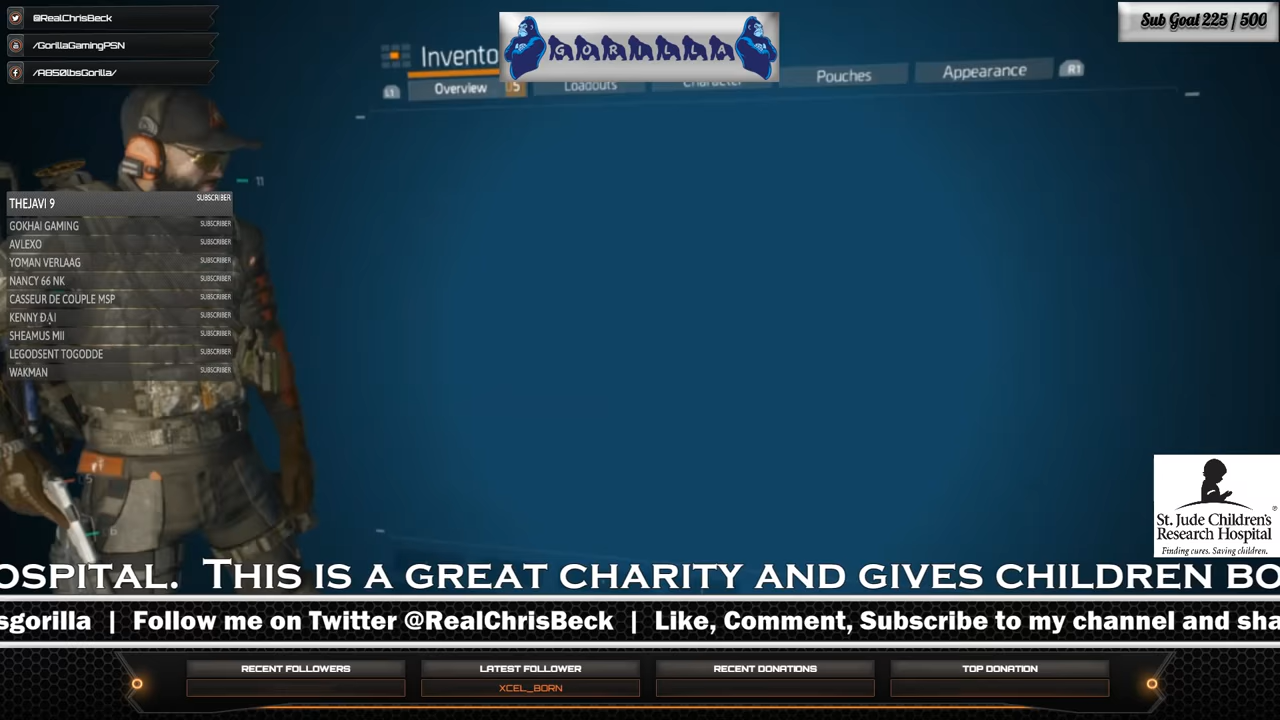 @RealChrisBeck
/GorillaGamingPSN
/A850lbsGorilla/
GORILLA
Sub Goal 225 / 500
Invento
L1
Overview
Loadouts
Character
Pouches
Appearance
R1
11
THEJAVI 9 SUBSCRIBER
GOKHAI GAMING SUBSCRIBER
AVLEXO SUBSCRIBER
YOMAN VERLAAG SUBSCRIBER
NANCY 66 NK SUBSCRIBER
CASSEUR DE COUPLE MSP SUBSCRIBER
KENNY ĐẠI SUBSCRIBER
SHEAMUS MII SUBSCRIBER
LEGODSENT TOGODDE SUBSCRIBER
WAKMAN SUBSCRIBER
St. Jude Children's
Research Hospital
Finding cures. Saving children.
OSPITAL. THIS IS A GREAT CHARITY AND GIVES CHILDREN BO
sgorilla | Follow me on Twitter @RealChrisBeck | Like, Comment, Subscribe to my channel and sha
RECENT FOLLOWERS
LATEST FOLLOWER
RECENT DONATIONS
TOP DONATION
XCEL_BORN